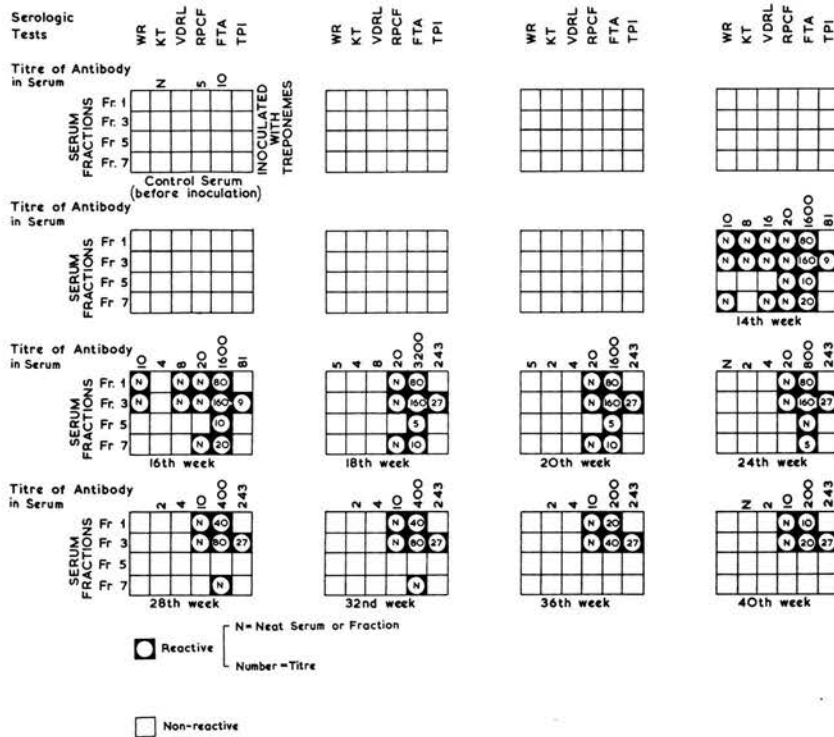 Serologic Tests
WR KT VDRL RPCF FTA TPI WR KT VDRL RPCF FTA TPI WR KT VDRL RPCF FTA TPI WR KT VDRL RPCF FTA TPI
Titre of Antibody in Serum
N 5 10
SERUM FRACTIONS
Fr. 1
Fr. 3
Fr 5
Fr. 7
INOCULATED WITH TREPONEMES
Control Serum
(before inoculation)
Titre of Antibody in Serum
10 8 16 20 1600 81
SERUM FRACTIONS
Fr 1 N N N N 80
Fr 3 N N N N 160 9
Fr 5 N 10
Fr 7 N N N 20
14th week
Titre of Antibody in Serum
10 4 8 20 1600 81 5 4 8 20 3200 243 5 2 4 20 1600 243 N 2 4 20 800 243
SERUM FRACTIONS
Fr. 1 N N N 80 N 80 N 80 N 80
Fr. 3 N N N 160 9 N 160 27 N 160 27 N 160 27
Fr 5 10 5 5 N
Fr 7 N 20 N 10 N 10 5
16th week 18th week 20th week 24th week
Titre of Antibody in Serum
2 4 10 400 243 2 4 10 400 243 2 4 10 200 243 N 2 10 200 243
SERUM FRACTIONS
Fr 1 N 40 N 40 N 20 N 10
Fr 3 N 80 27 N 80 27 N 40 27 N 20 27
Fr 5
Fr 7 N N
28th week 32nd week 36th week 40th week
Reactive
N = Neat Serum or Fraction
Number = Titre
Non-reactive